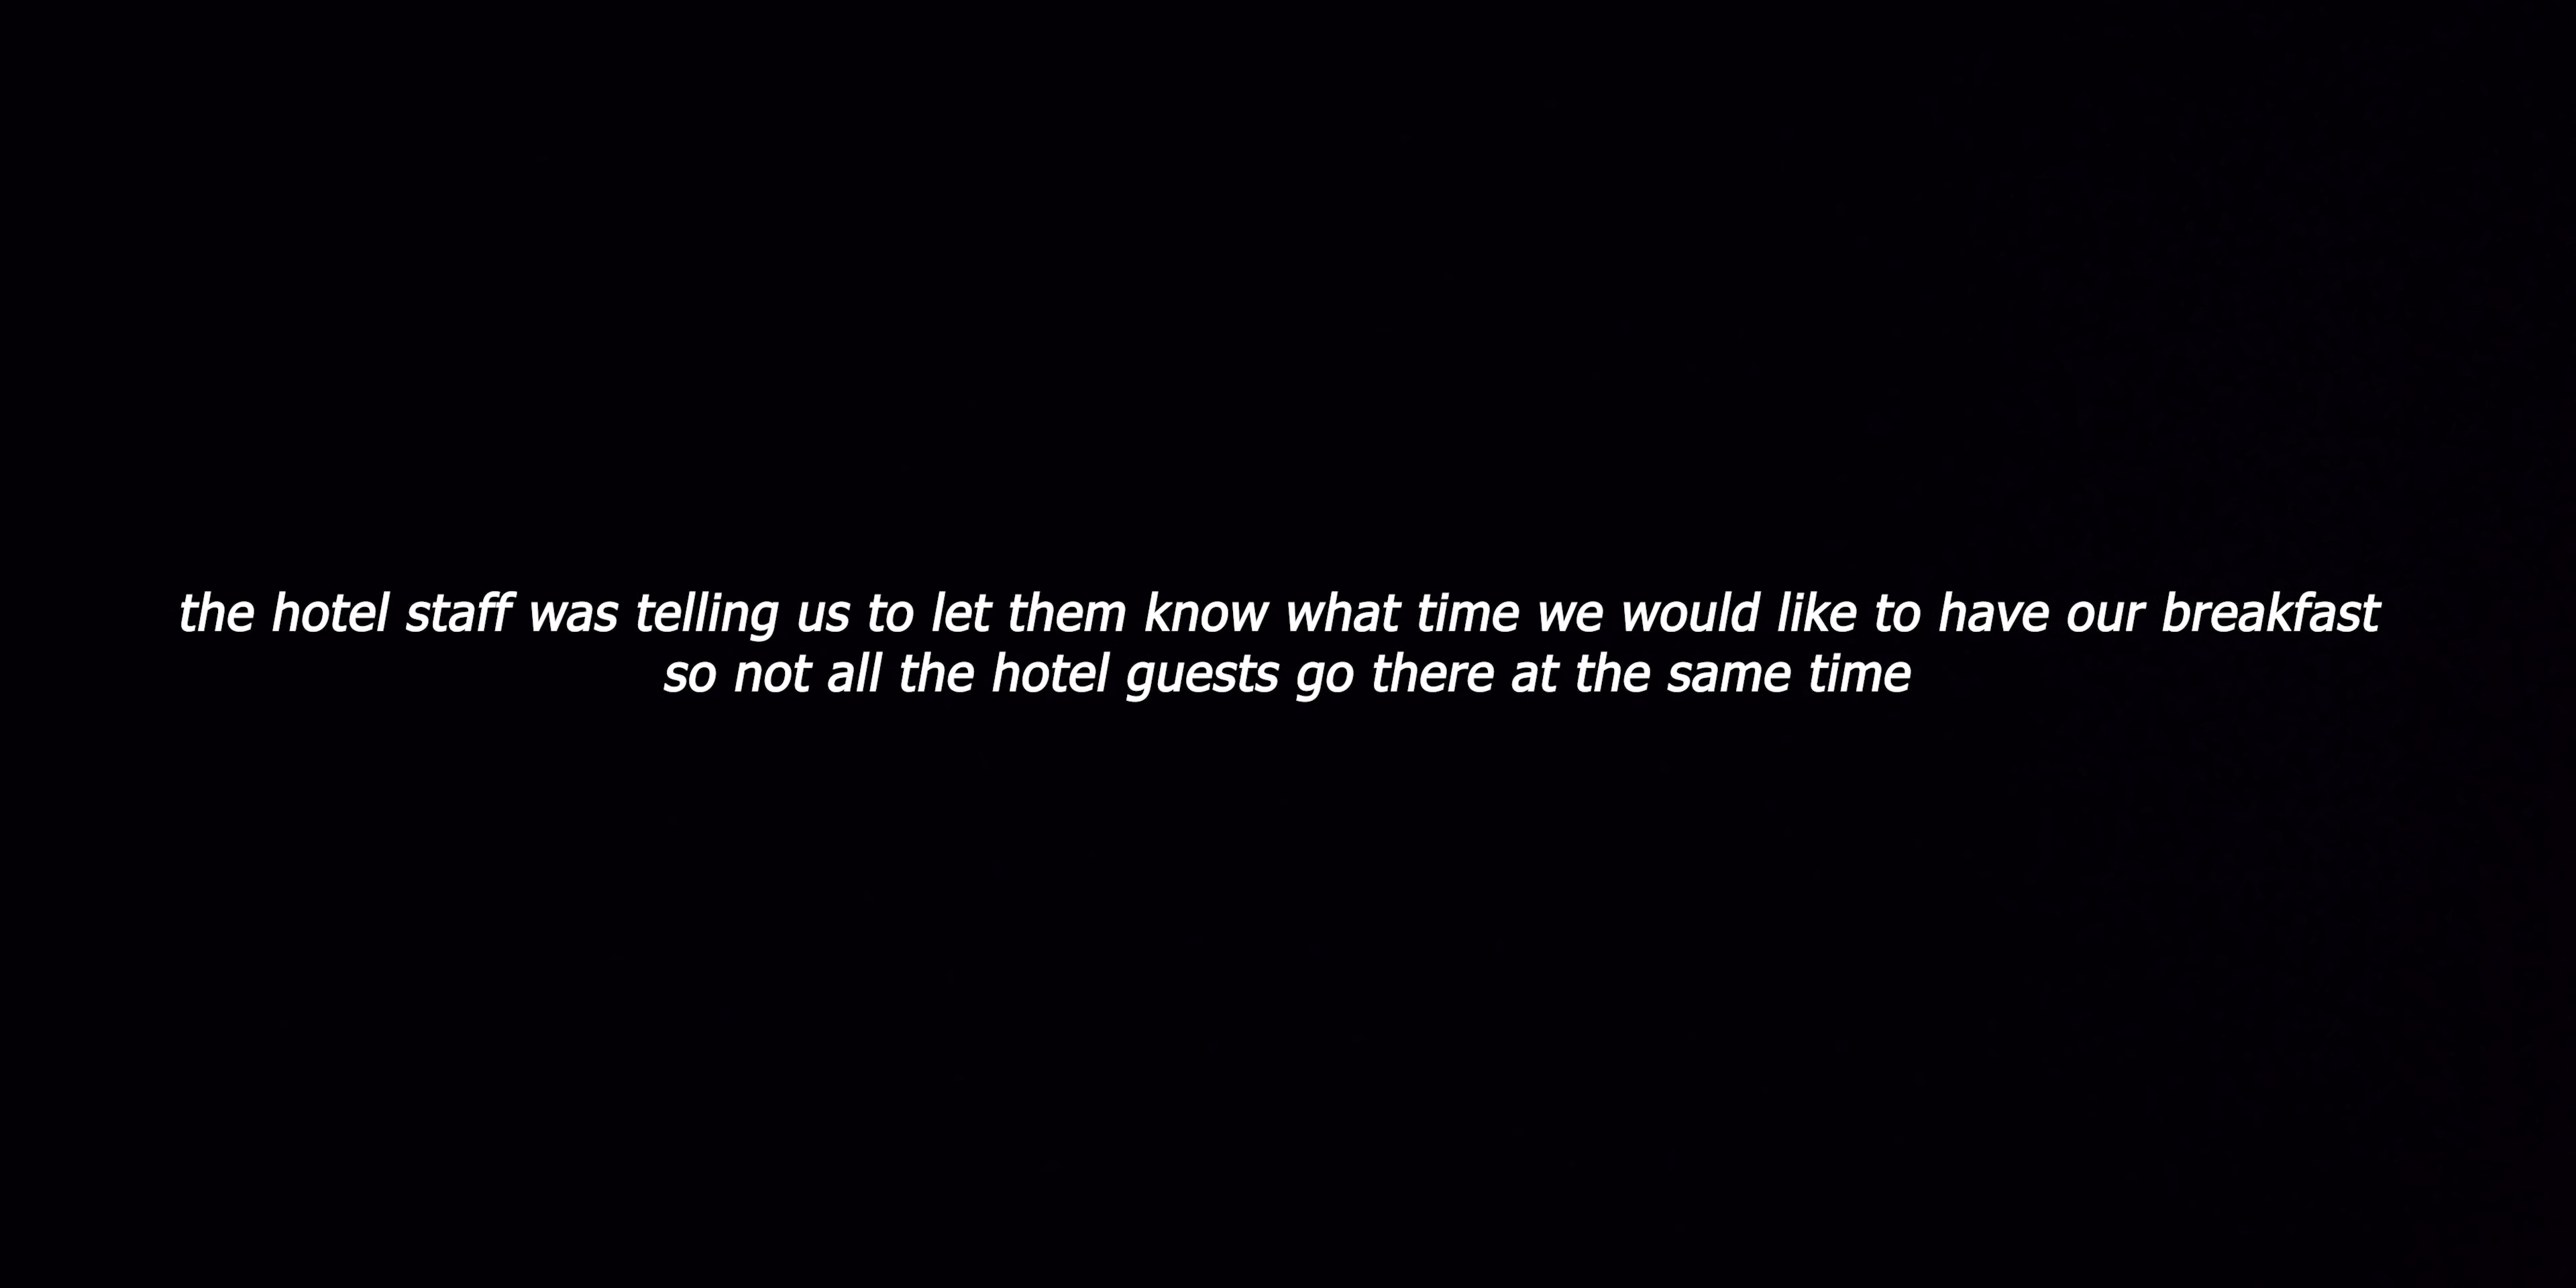 the hotel staff was telling us to let them know what time we would like to have our breakfast
so not all the hotel guests go there at the same time